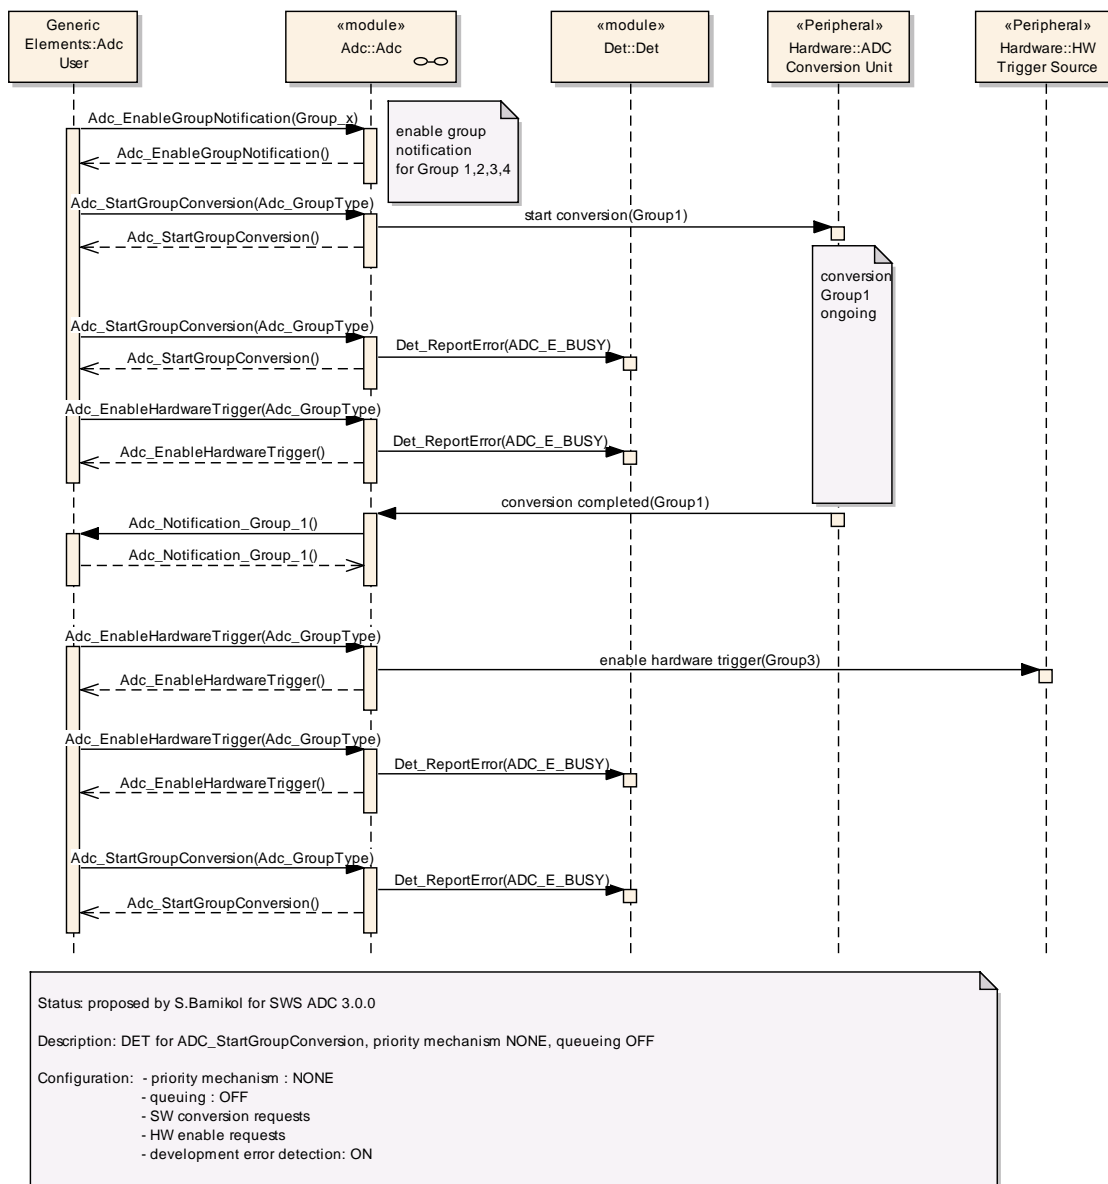 Generic
Elements::Adc
User
«module»
Adc::Adc
«module»
Det::Det
«Peripheral»
Hardware::ADC
Conversion Unit
«Peripheral»
Hardware::HW
Trigger Source
Adc_EnableGroupNotification(Group_x)
enable group
notification
for Group 1,2,3,4
Adc_EnableGroupNotification()
Adc_StartGroupConversion(Adc_GroupType)
start conversion(Group1)
Adc_StartGroupConversion()
conversion
Group1
ongoing
Adc_StartGroupConversion(Adc_GroupType)
Det_ReportError(ADC_E_BUSY)
Adc_StartGroupConversion()
Adc_EnableHardwareTrigger(Adc_GroupType)
Det_ReportError(ADC_E_BUSY)
Adc_EnableHardwareTrigger()
conversion completed(Group1)
Adc_Notification_Group_1()
Adc_Notification_Group_1()
Adc_EnableHardwareTrigger(Adc_GroupType)
enable hardware trigger(Group3)
Adc_EnableHardwareTrigger()
Adc_EnableHardwareTrigger(Adc_GroupType)
Det_ReportError(ADC_E_BUSY)
Adc_EnableHardwareTrigger()
Adc_StartGroupConversion(Adc_GroupType)
Det_ReportError(ADC_E_BUSY)
Adc_StartGroupConversion()
Status: proposed by S.Barnikol for SWS ADC 3.0.0
Description: DET for ADC_StartGroupConversion, priority mechanism NONE, queueing OFF
Configuration: - priority mechanism : NONE
- queuing : OFF
- SW conversion requests
- HW enable requests
- development error detection: ON